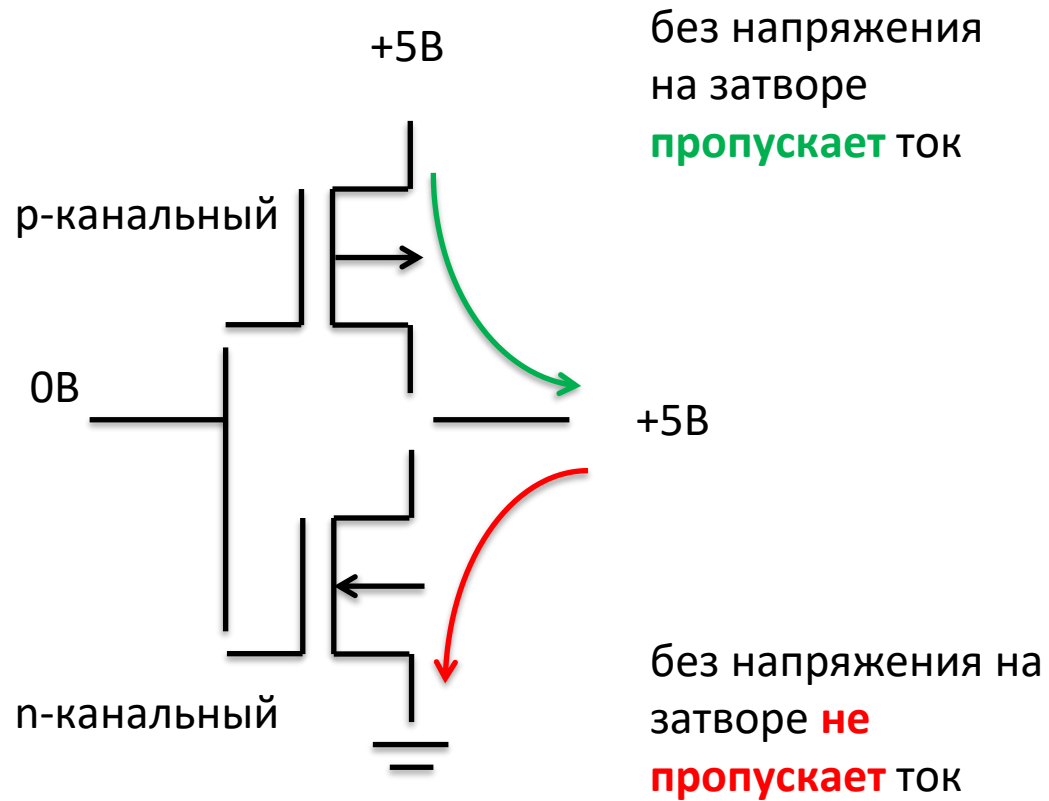 +5В
без напряжения
на затворе
пропускает ток
p-канальный
0В
+5В
n-канальный
без напряжения на
затворе не
пропускает ток